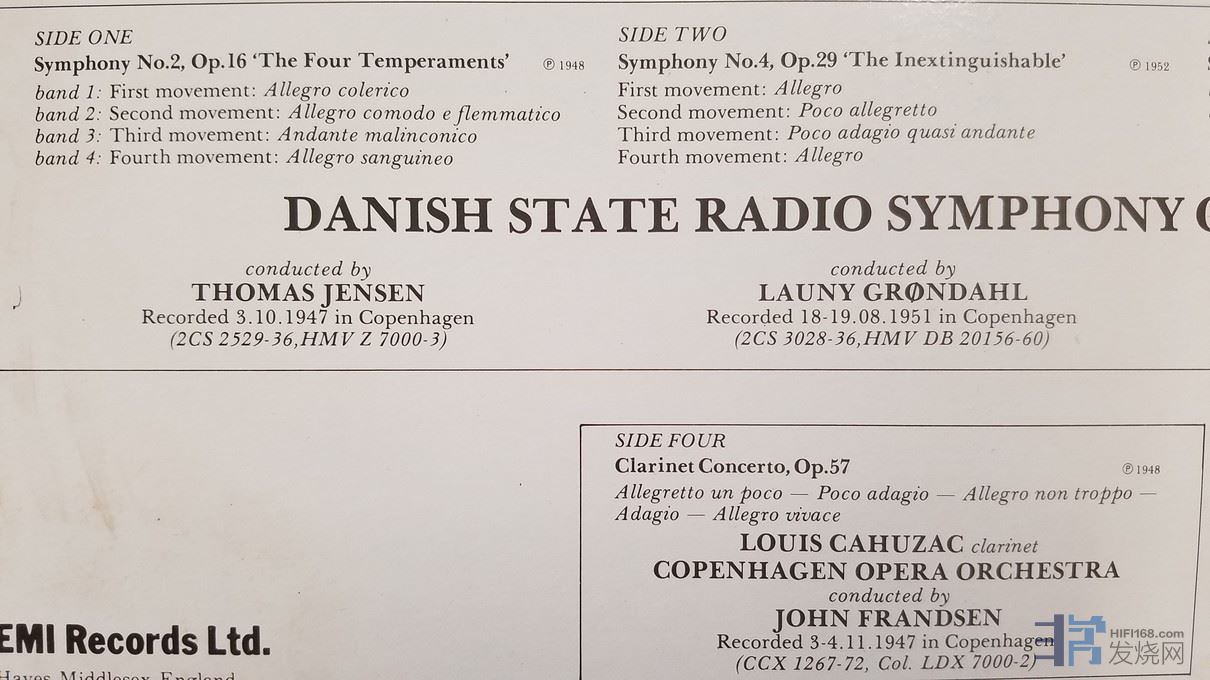 SIDE ONE
Symphony No.2, Op.16 ‘The Four Temperaments’ ℗ 1948
band 1: First movement: Allegro colerico
band 2: Second movement: Allegro comodo e flemmatico
band 3: Third movement: Andante malinconico
band 4: Fourth movement: Allegro sanguineo
SIDE TWO
Symphony No.4, Op.29 ‘The Inextinguishable’ ℗ 1952
First movement: Allegro
Second movement: Poco allegretto
Third movement: Poco adagio quasi andante
Fourth movement: Allegro
DANISH STATE RADIO SYMPHONY
conducted by
THOMAS JENSEN
Recorded 3.10.1947 in Copenhagen
(2CS 2529-36,HMV Z 7000-3)
conducted by
LAUNY GRØNDAHL
Recorded 18-19.08.1951 in Copenhagen
(2CS 3028-36,HMV DB 20156-60)
SIDE FOUR
Clarinet Concerto, Op.57 ℗ 1948
Allegretto un poco — Poco adagio — Allegro non troppo —
Adagio — Allegro vivace
LOUIS CAHUZAC clarinet
COPENHAGEN OPERA ORCHESTRA
conducted by
JOHN FRANDSEN
Recorded 3-4.11.1947 in Copenhagen
(CCX 1267-72, Col. LDX 7000-2)
EMI Records Ltd.
Hayes Middlesex England
HIFI168.com
发烧网